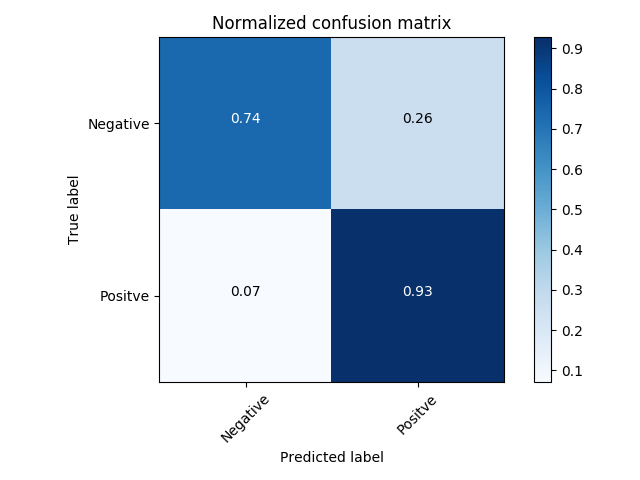 Normalized confusion matrix
True label
Negative
Positve
0.74
0.26
0.07
0.93
Negative
Positve
Predicted label
0.9
0.8
0.7
0.6
0.5
0.4
0.3
0.2
0.1